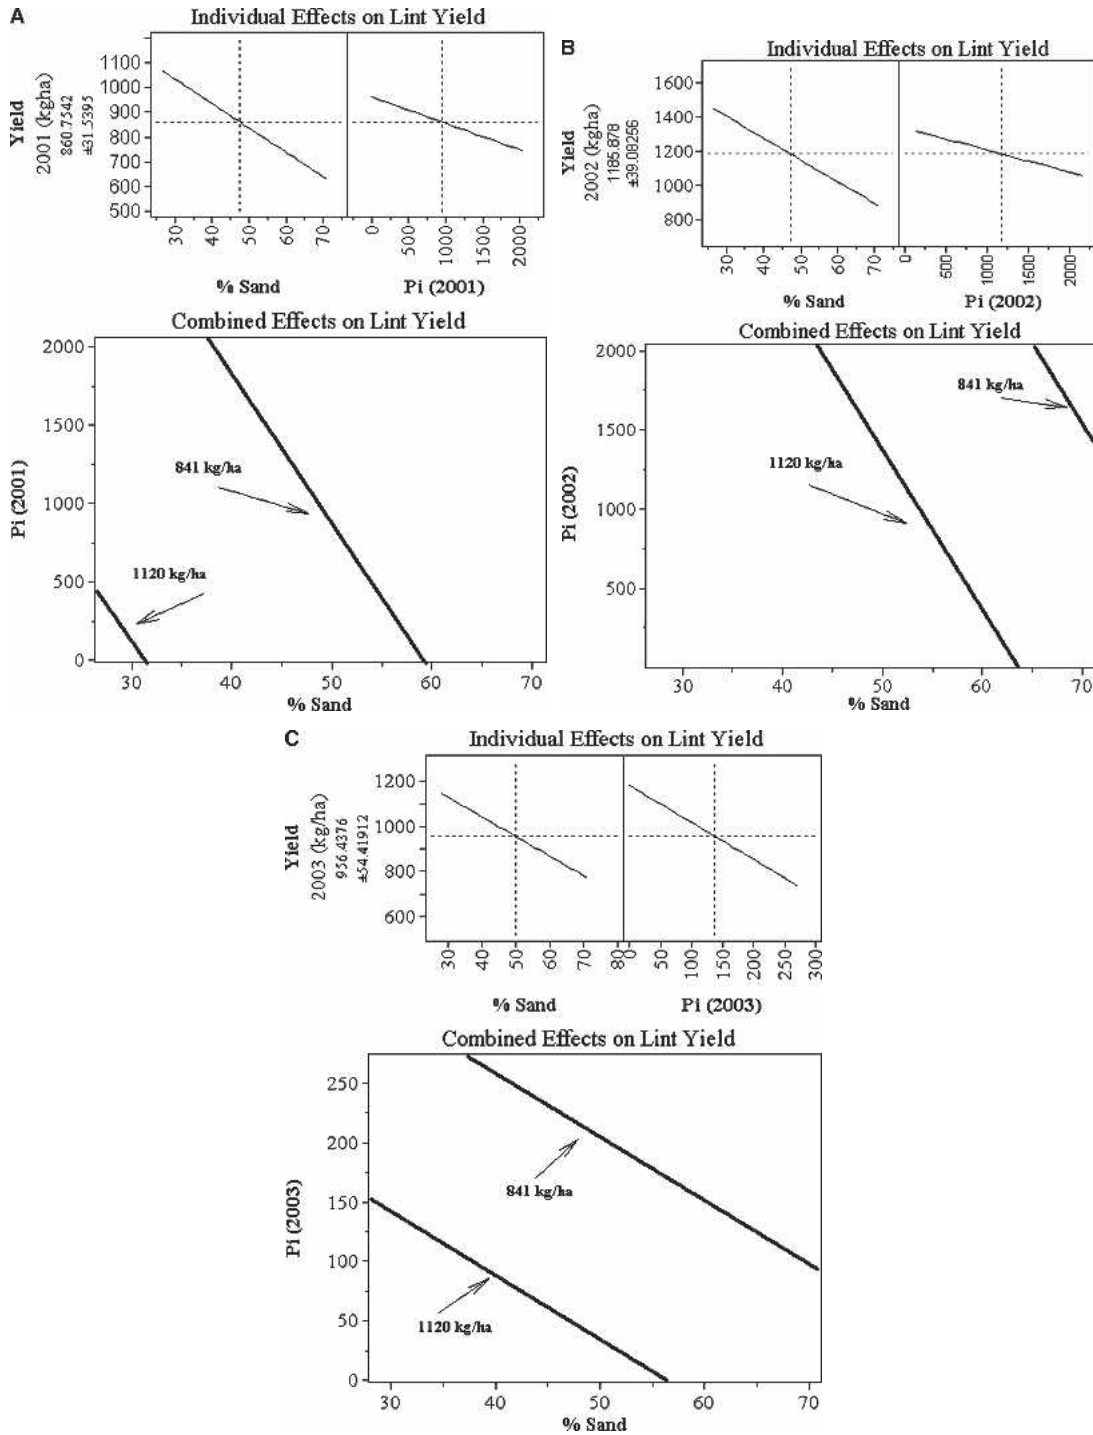 A
Individual Effects on Lint Yield
Yield
2001 (kgha)
860.7542
±31.5395
1100
1000
900
800
700
600
500
30
40
50
60
70
0
500
1000
1500
2000
% Sand
Pi (2001)
Combined Effects on Lint Yield
Pi (2001)
2000
1500
1000
500
0
841 kg/ha
1120 kg/ha
30
40
50
60
70
% Sand
B
Individual Effects on Lint Yield
Yield
2002 (kgha)
1185.878
±39.08256
1600
1400
1200
1000
800
30
40
50
60
70
0
500
1000
1500
2000
% Sand
Pi (2002)
Combined Effects on Lint Yield
Pi (2002)
2000
1500
1000
500
841 kg/ha
1120 kg/ha
30
40
50
60
70
% Sand
C
Individual Effects on Lint Yield
Yield
2003 (kg/ha)
956.4376
±54.41912
1200
1000
800
600
30
40
50
60
70
80
0
50
100
150
200
250
300
% Sand
Pi (2003)
Combined Effects on Lint Yield
Pi (2003)
250
200
150
100
50
0
841 kg/ha
1120 kg/ha
30
40
50
60
70
% Sand